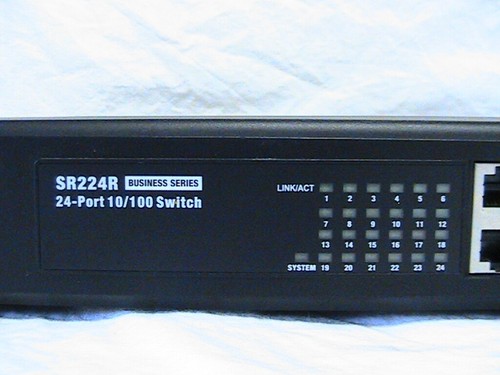 SR224R BUSINESS SERIES
24-Port 10/100 Switch
LINK/ACT
1 2 3 4 5 6
7 8 9 10 11 12
13 14 15 16 17 18
SYSTEM 19 20 21 22 23 24